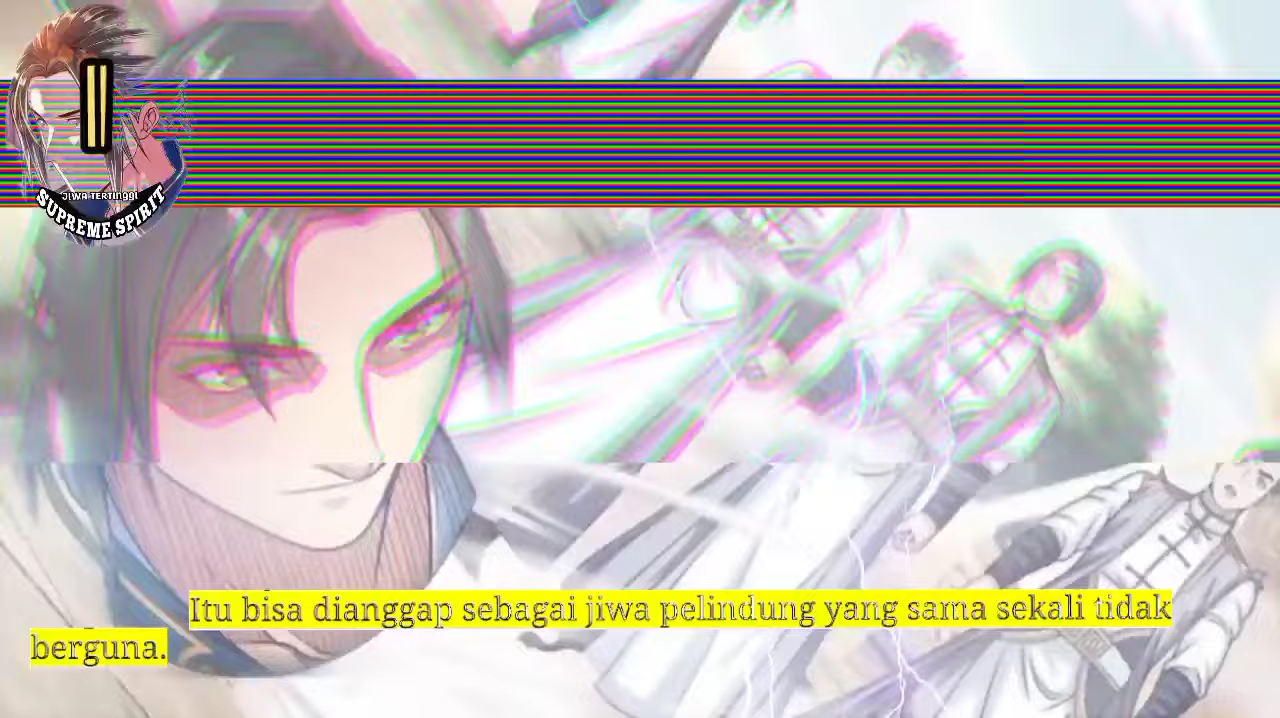 JIWA TERTINGGI
SUPREME SPIRIT
Itu bisa dianggap sebagai jiwa pelindung yang sama sekali tidak
berguna.